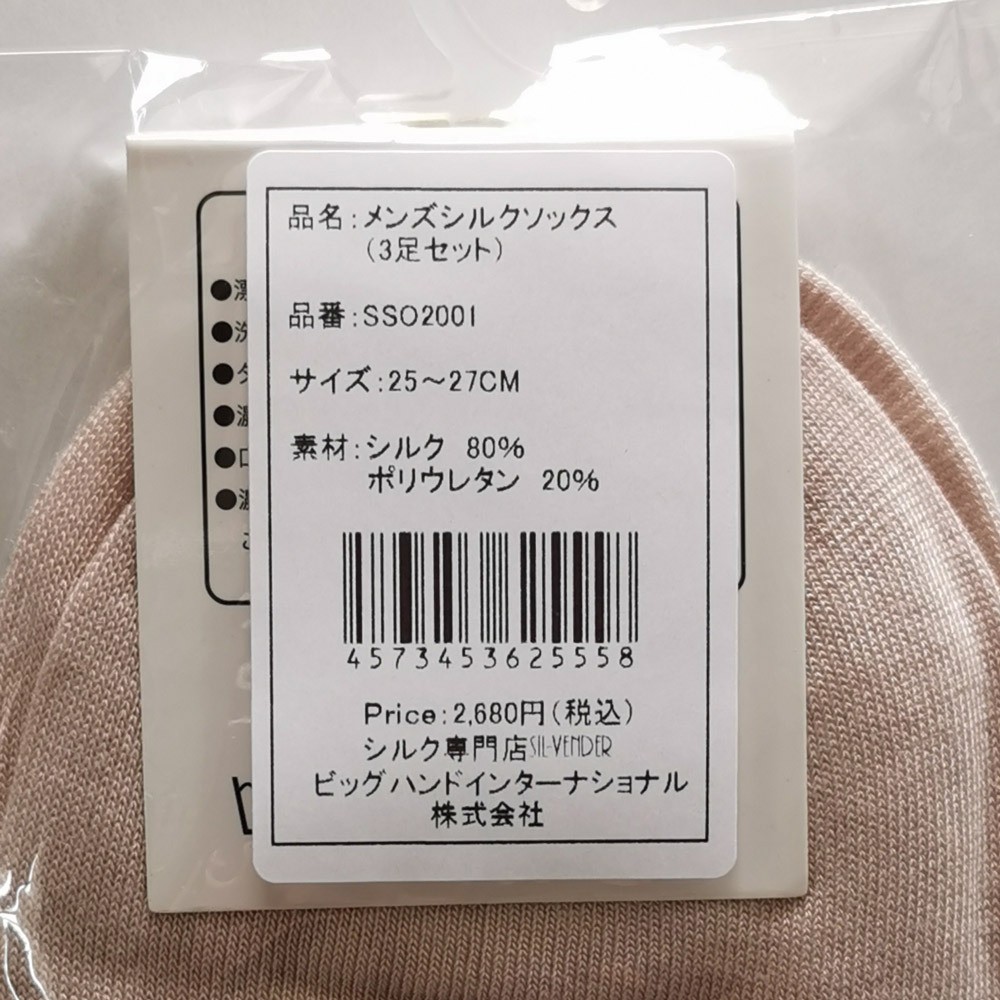 品名:メンズシルクソックス
(3足セット)
品番:SSO2001
サイズ:25～27CM
素材:シルク 80%
ポリウレタン 20%
4573453625558
Price:2,680円(税込)
シルク専門店SIL-VENDER
ビッグハンドインターナショナル
株式会社